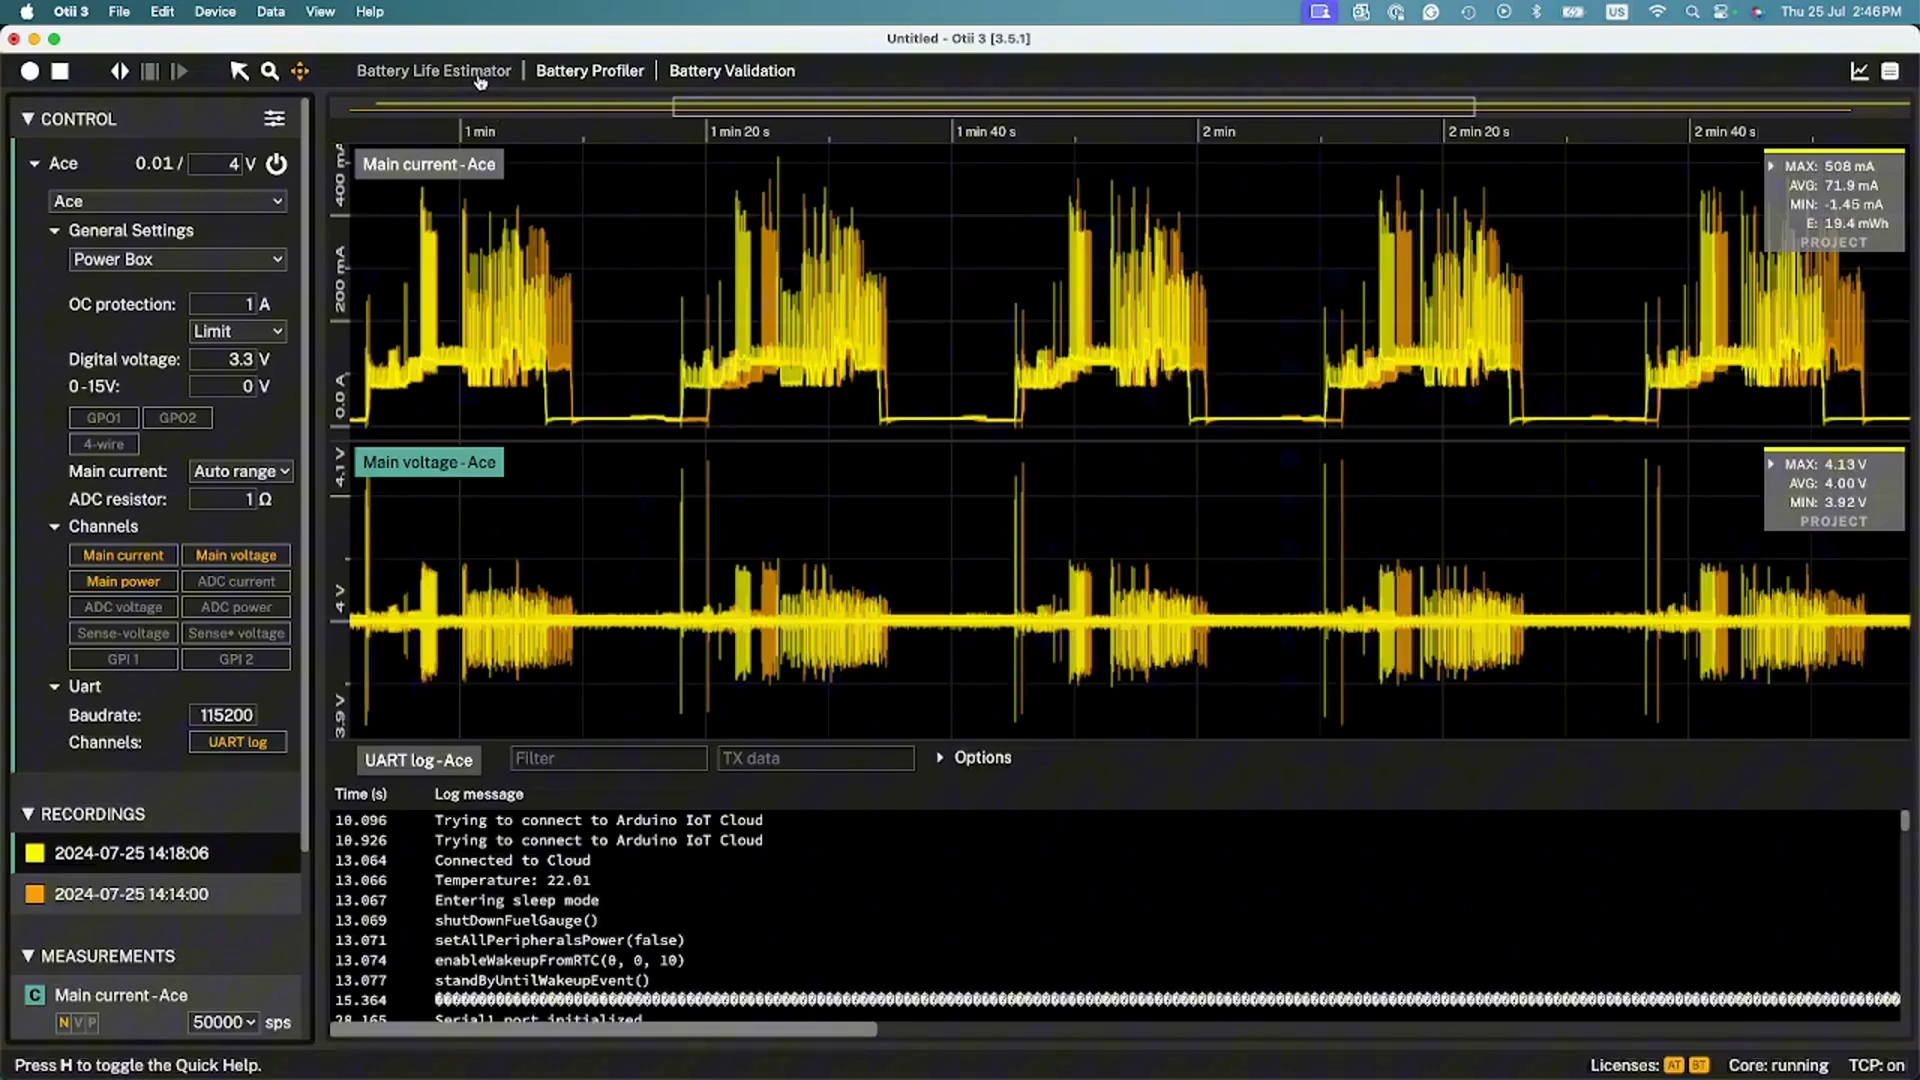 Otii 3 File Edit Device Data View Help US Thu 25 Jul 2:46PM
Untitled - Otii 3 [3.5.1]
Battery Life Estimator | Battery Profiler | Battery Validation
CONTROL
Ace 0.01 / 4 V
Ace
General Settings
Power Box
OC protection: 1 A
Limit
Digital voltage: 3.3 V
0-15V: 0 V
GPO1 GPO2
4-wire
Main current: Auto range
ADC resistor: 1 Ω
Channels
Main current Main voltage
Main power ADC current
ADC voltage ADC power
Sense-voltage Sense+ voltage
GPI 1 GPI 2
Uart
Baudrate: 115200
Channels: UART log
RECORDINGS
2024-07-25 14:18:06
2024-07-25 14:14:00
MEASUREMENTS
C Main current - Ace
N V P 50000 sps
1 min 1 min 20 s 1 min 40 s 2 min 2 min 20 s 2 min 40 s
Main current - Ace
400 mA
200 mA
0.0 A
MAX: 508 mA
AVG: 71.9 mA
MIN: -1.45 mA
E: 19.4 mWh
PROJECT
Main voltage - Ace
4.1 V
4 V
3.9 V
MAX: 4.13 V
AVG: 4.00 V
MIN: 3.92 V
PROJECT
UART log - Ace Filter TX data Options
Time (s) Log message
10.096 Trying to connect to Arduino IoT Cloud
10.926 Trying to connect to Arduino IoT Cloud
13.064 Connected to Cloud
13.066 Temperature: 22.01
13.067 Entering sleep mode
13.069 shutDownFuelGauge()
13.071 setAllPeripheralsPower(false)
13.074 enableWakeupFromRTC(0, 0, 10)
13.077 standByUntilWakeupEvent()
15.364
28.165 Serial1 port initialized
Press H to toggle the Quick Help. Licenses: AT BT Core: running TCP: on